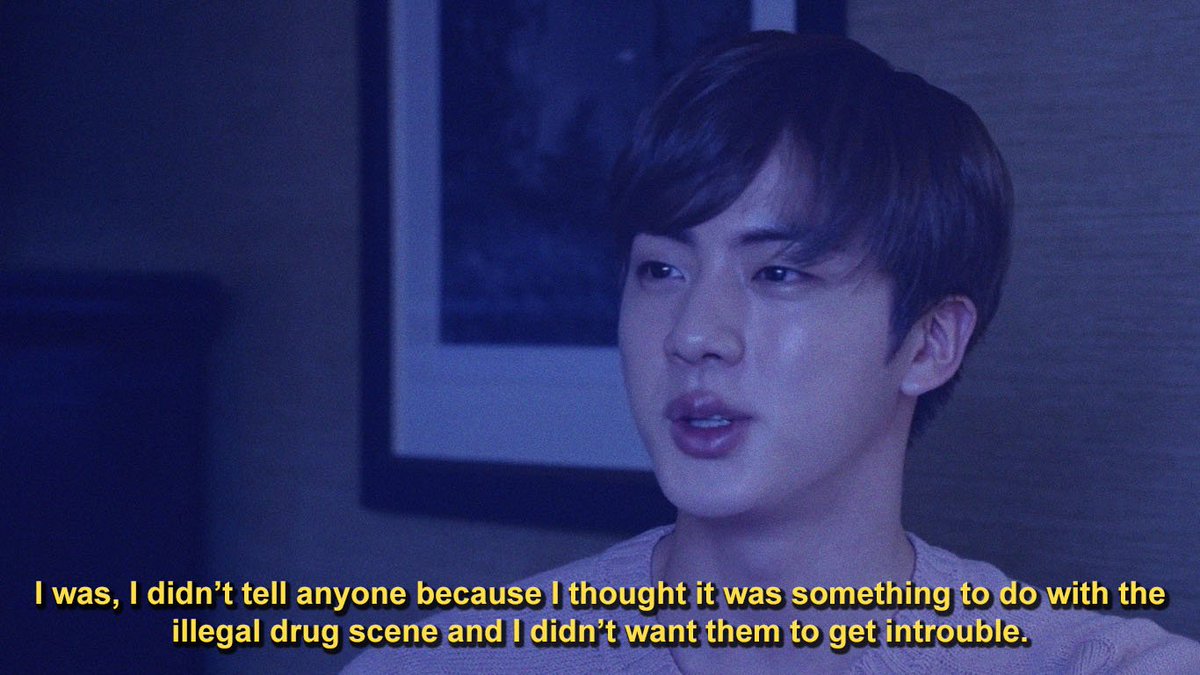 I was, I didn’t tell anyone because I thought it was something to do with the
illegal drug scene and I didn’t want them to get introuble.